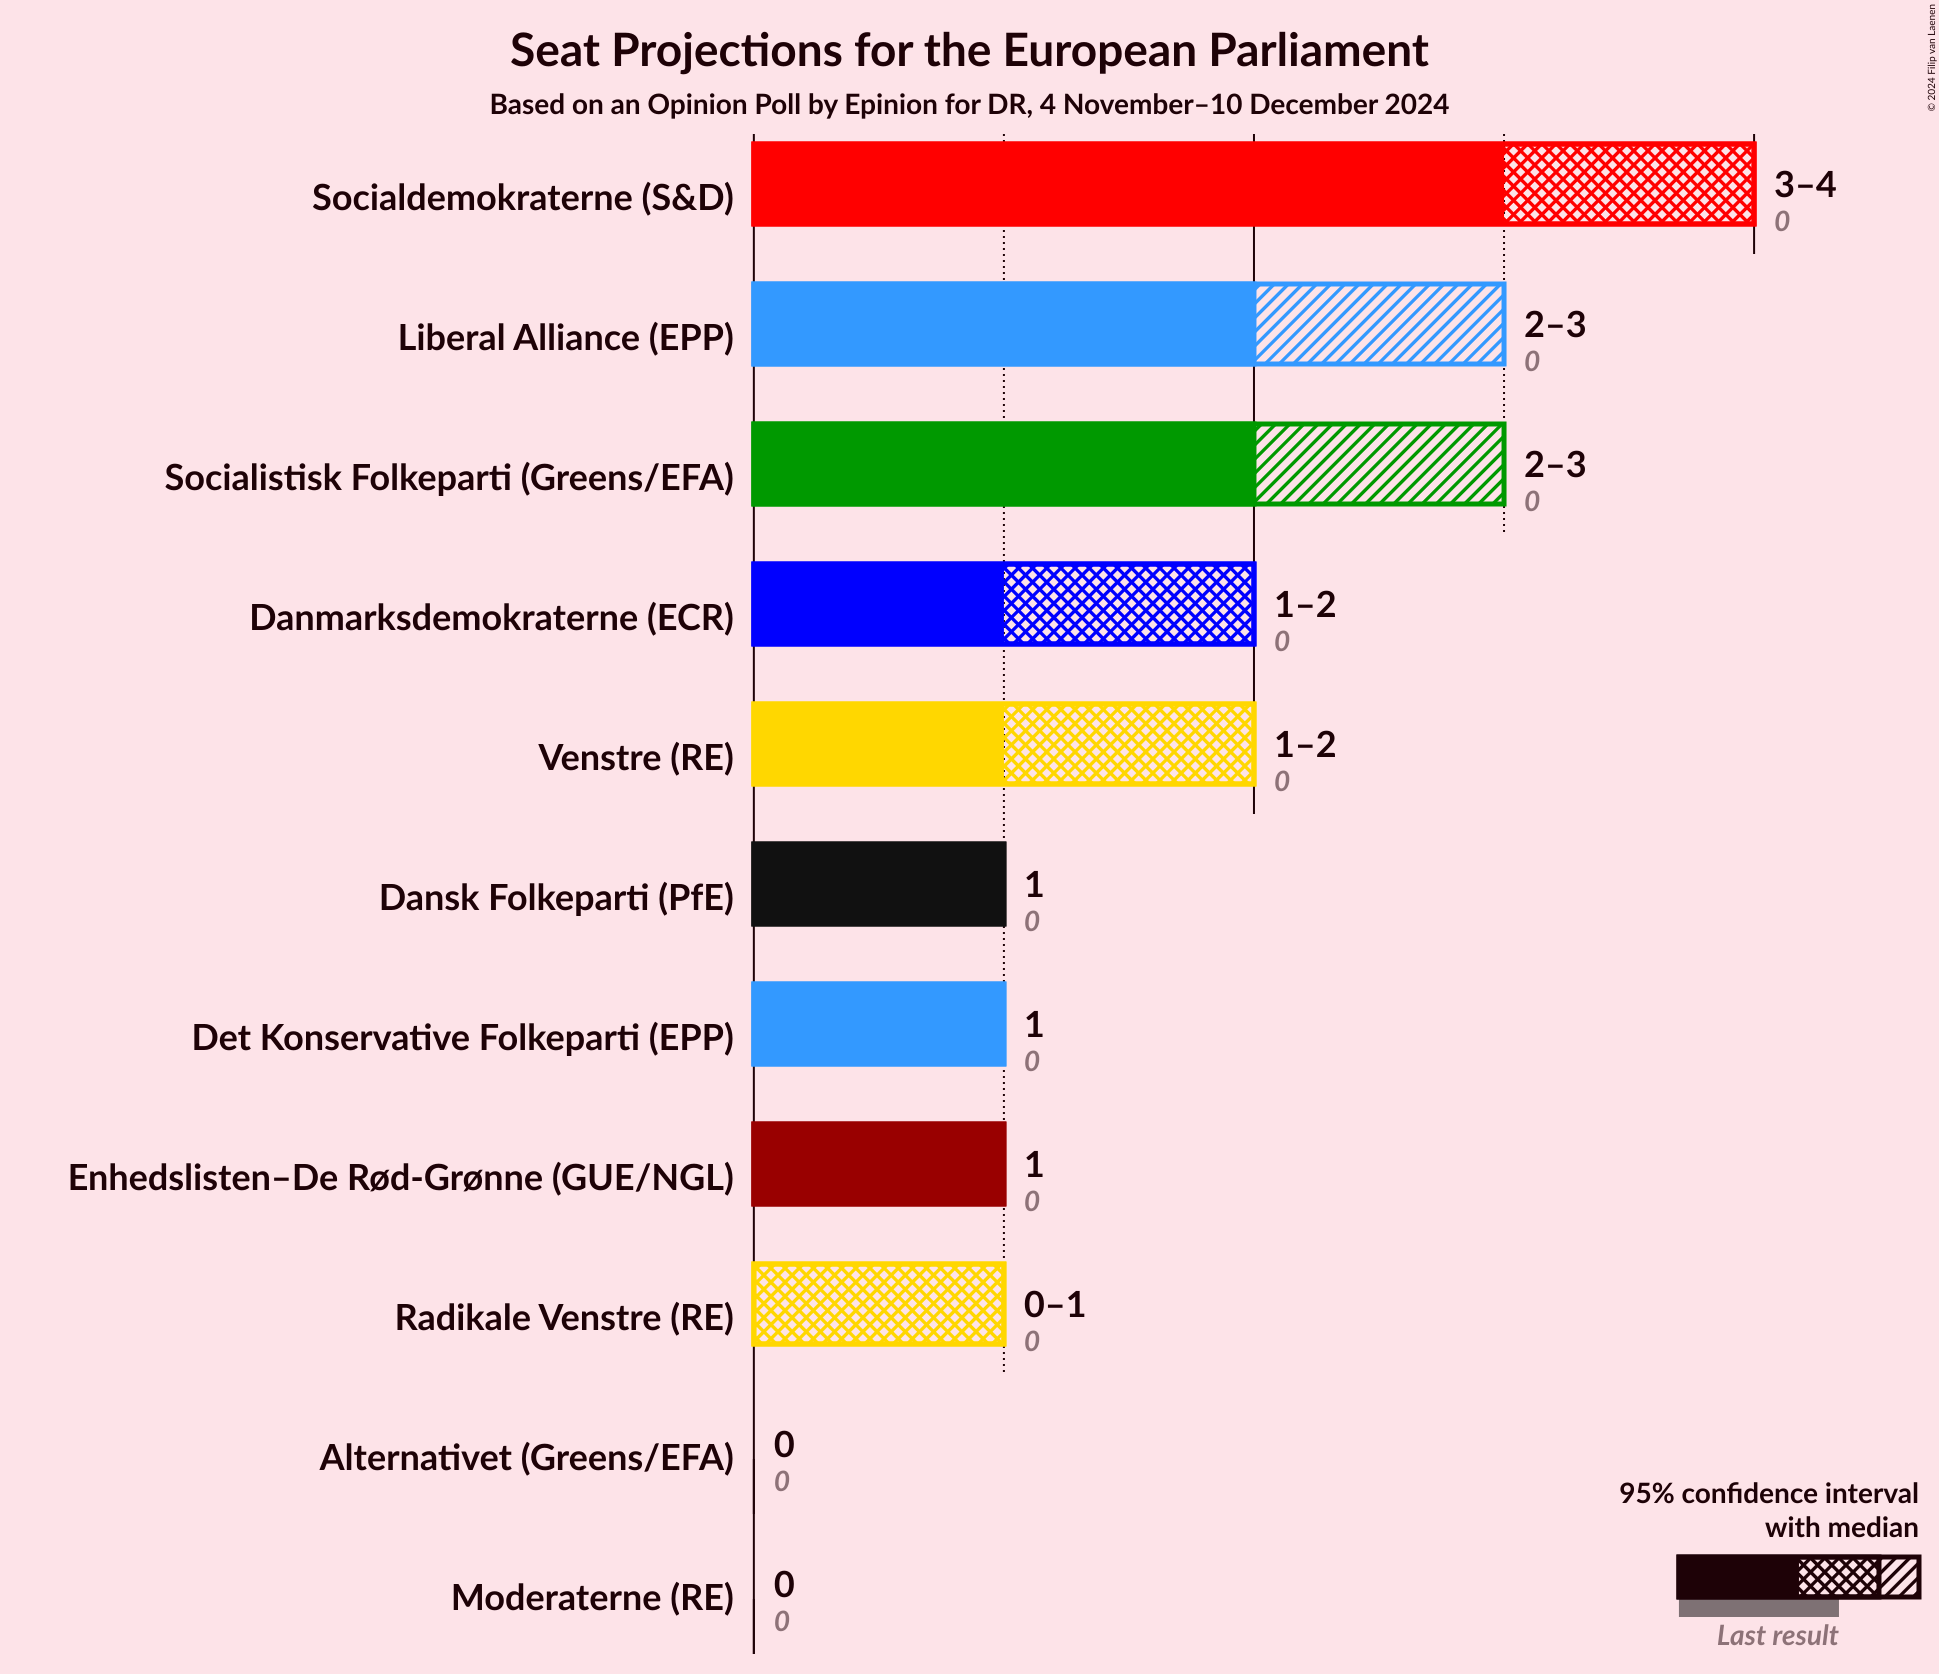 Seat Projections for the European Parliament
Based on an Opinion Poll by Epinion for DR, 4 November–10 December 2024
© 2024 Filip van Laenen
Socialdemokraterne (S&D)
3–4
0
Liberal Alliance (EPP)
2–3
0
Socialistisk Folkeparti (Greens/EFA)
2–3
0
Danmarksdemokraterne (ECR)
1–2
0
Venstre (RE)
1–2
0
Dansk Folkeparti (PfE)
1
0
Det Konservative Folkeparti (EPP)
1
0
Enhedslisten–De Rød-Grønne (GUE/NGL)
1
0
Radikale Venstre (RE)
0–1
0
Alternativet (Greens/EFA)
0
0
Moderaterne (RE)
0
0
95% confidence interval
with median
Last result